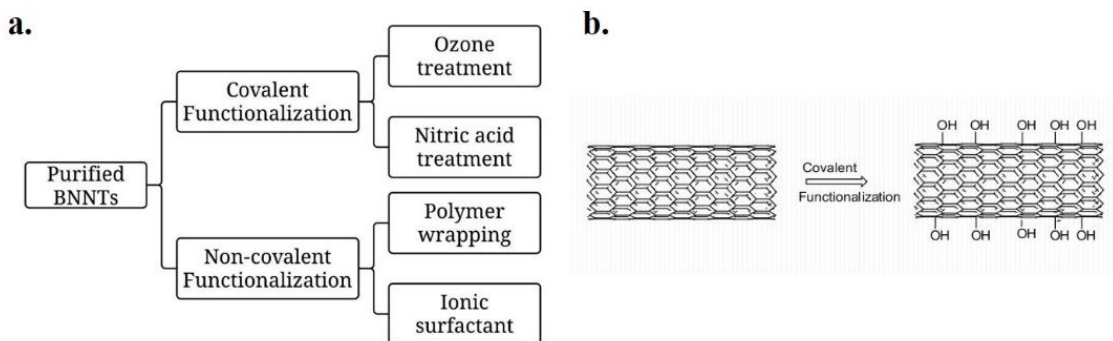 a.
Purified
BNNTs
Covalent
Functionalization
Ozone
treatment
Nitric acid
treatment
Non-covalent
Functionalization
Polymer
wrapping
Ionic
surfactant
b.
Covalent
Functionalization
OH OH OH OH OH
OH OH OH OH OH